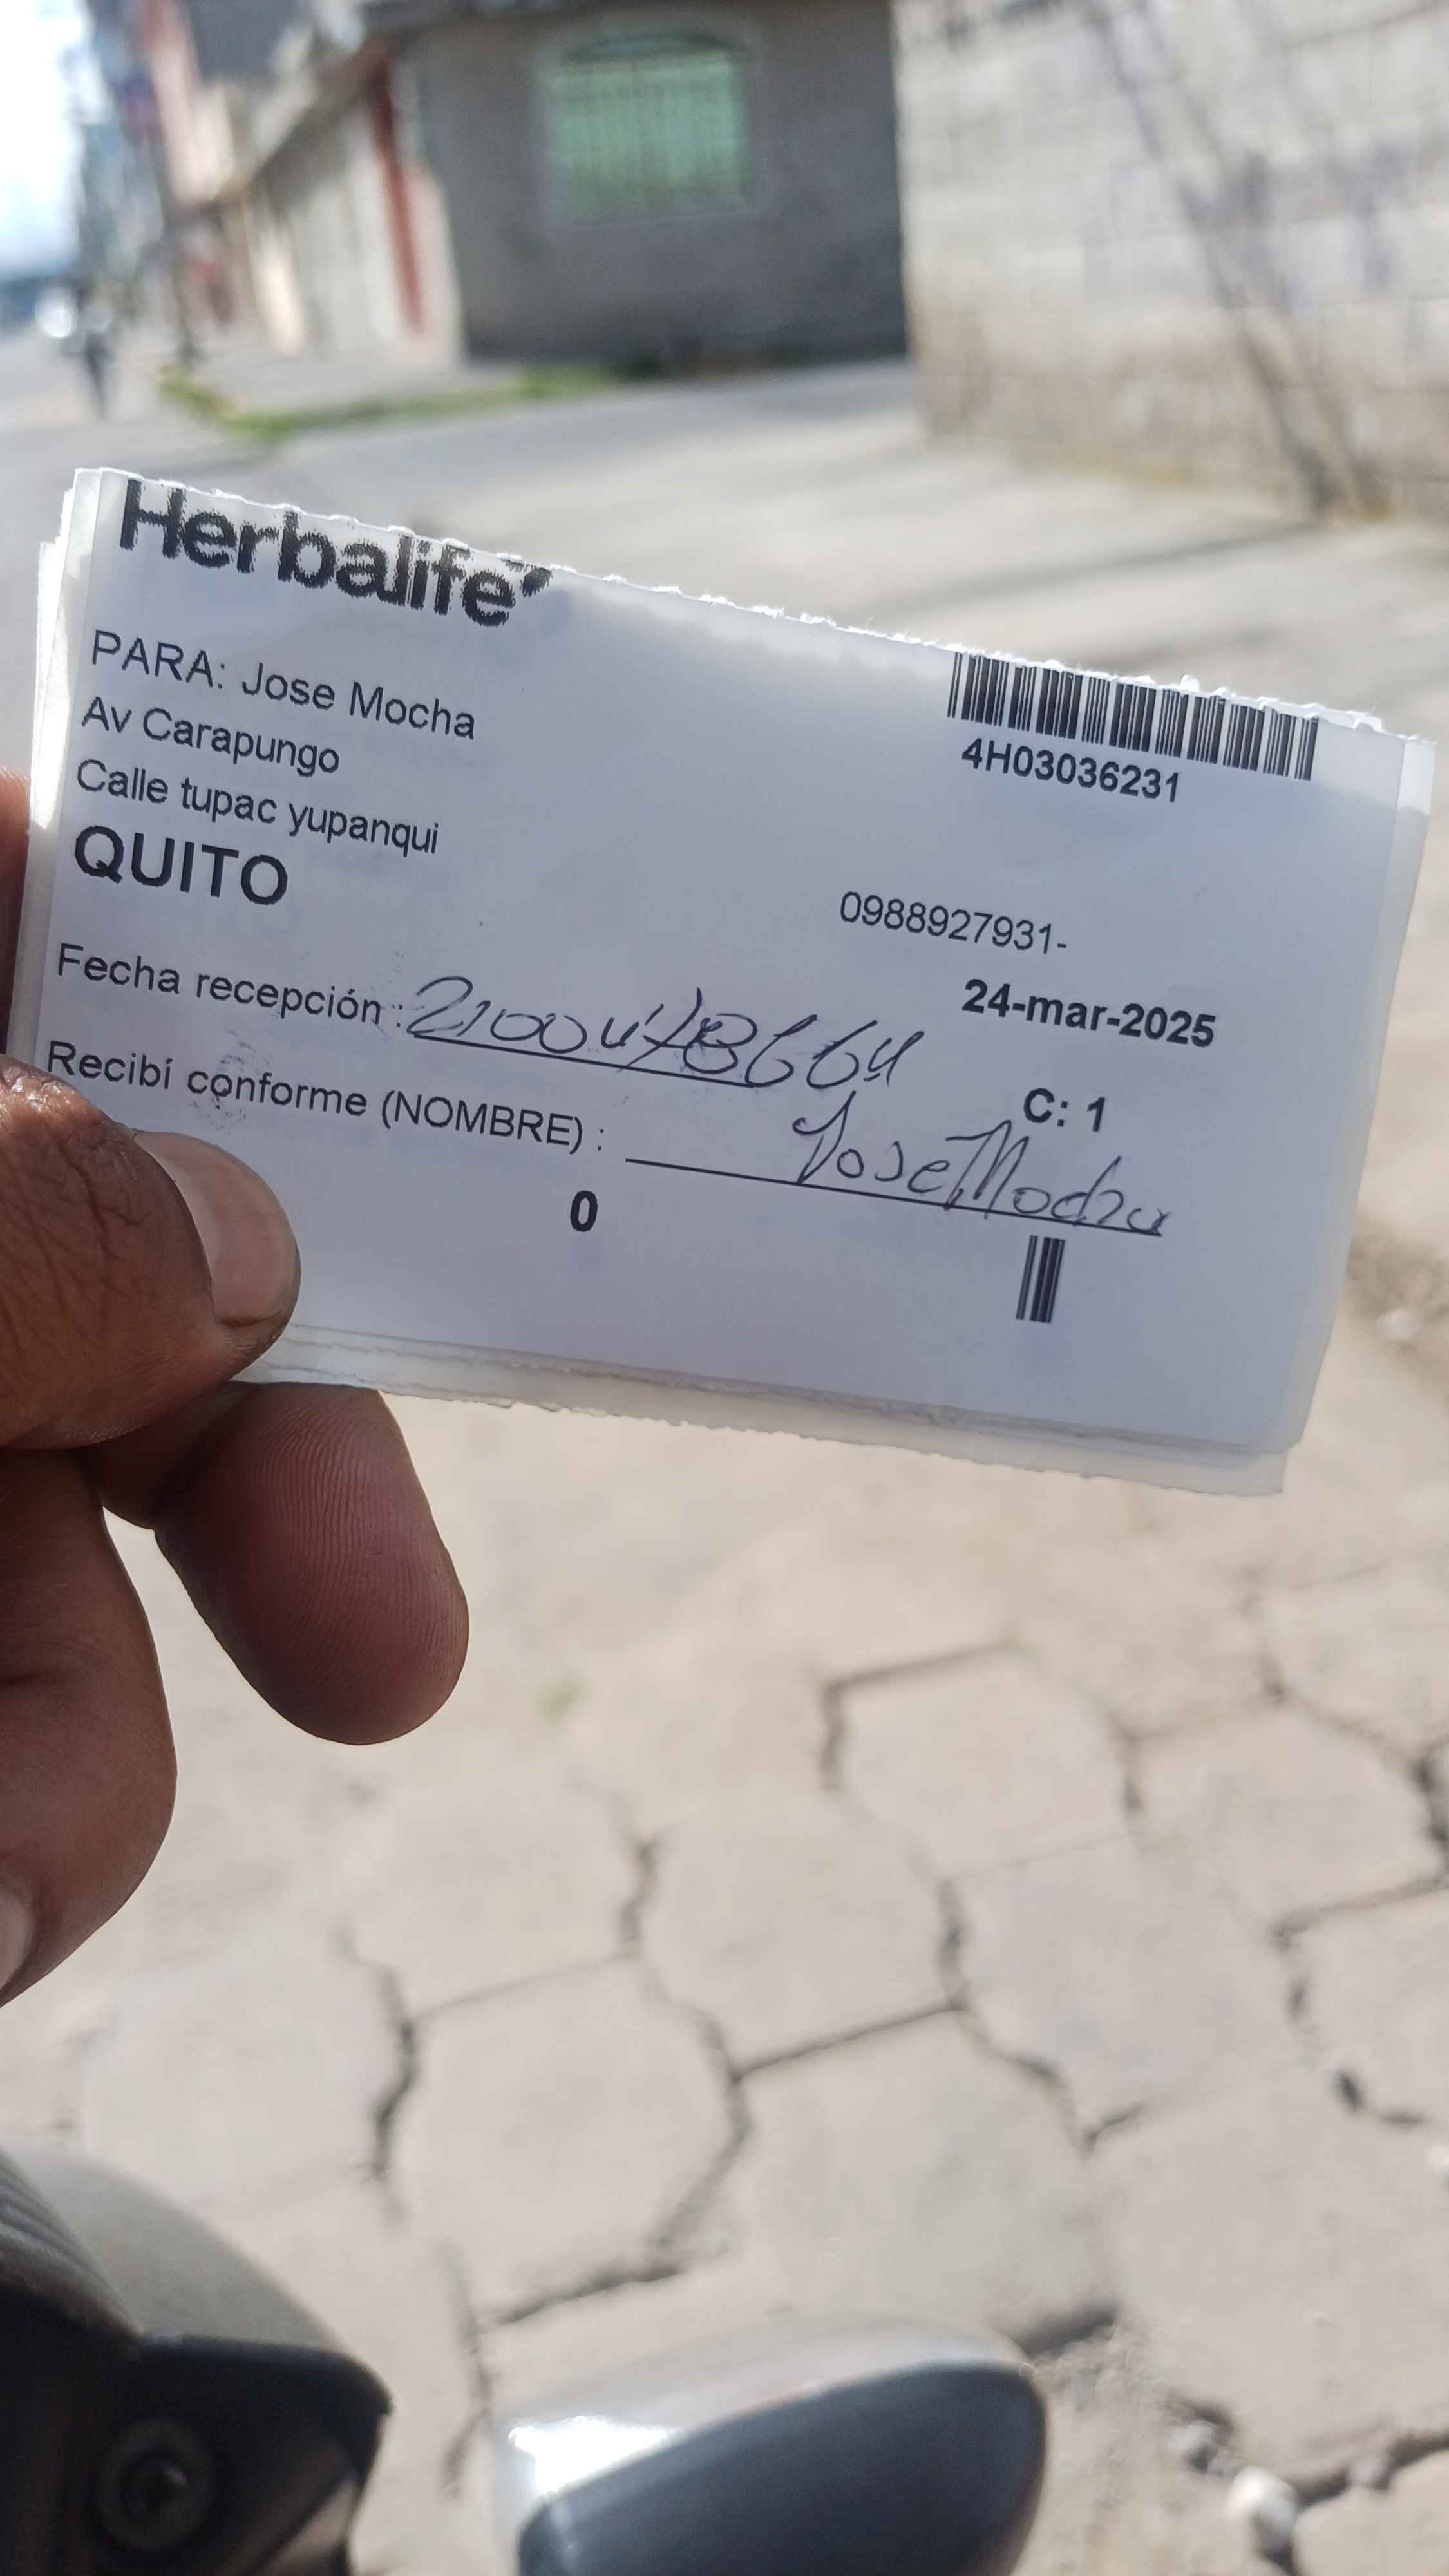 Herbalife
PARA: Jose Mocha
Av Carapungo
Calle tupac yupanqui
QUITO
4H03036231
0988927931-
24-mar-2025
Fecha recepción :
C: 1
Recibí conforme (NOMBRE) : Jose Mocha
0